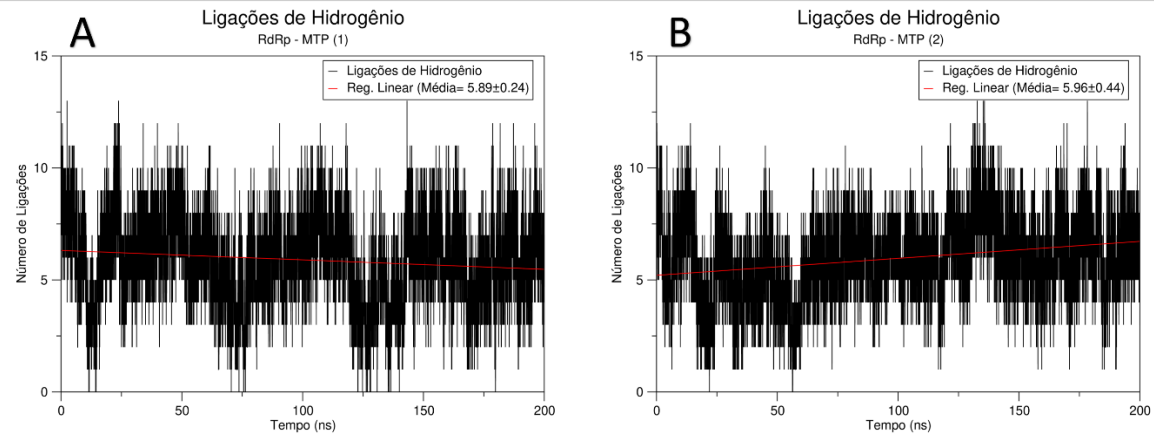 A
Ligações de Hidrogênio
RdRp - MTP (1)
Ligações de Hidrogênio
Reg. Linear (Média= 5.89±0.24)
Número de Ligações
15
10
5
0
0
50
100
150
200
Tempo (ns)
B
Ligações de Hidrogênio
RdRp - MTP (2)
Ligações de Hidrogênio
Reg. Linear (Média= 5.96±0.44)
Número de Ligações
15
10
5
0
0
50
100
150
200
Tempo (ns)